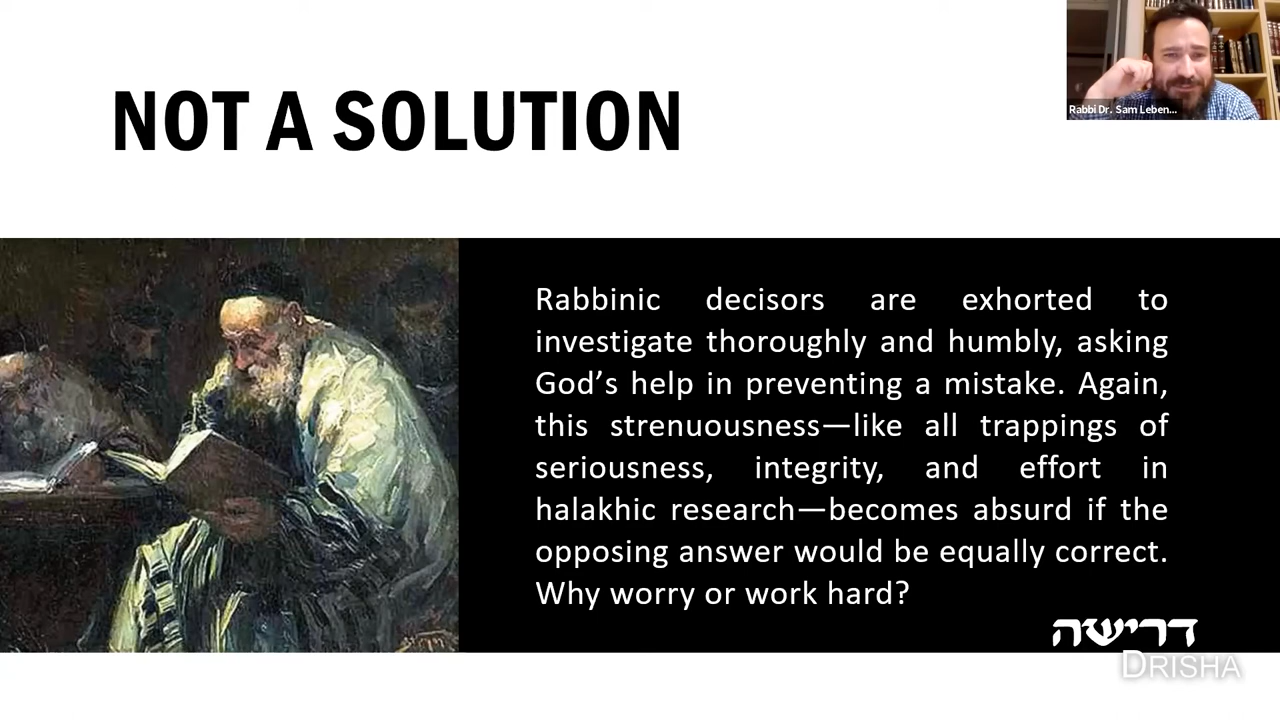 NOT A SOLUTION
Rabbi Dr. Sam Leben...
Rabbinic decisors are exhorted to
investigate thoroughly and humbly, asking
God’s help in preventing a mistake. Again,
this strenuousness—like all trappings of
seriousness, integrity, and effort in
halakhic research—becomes absurd if the
opposing answer would be equally correct.
Why worry or work hard?
דרישה
DRISHA